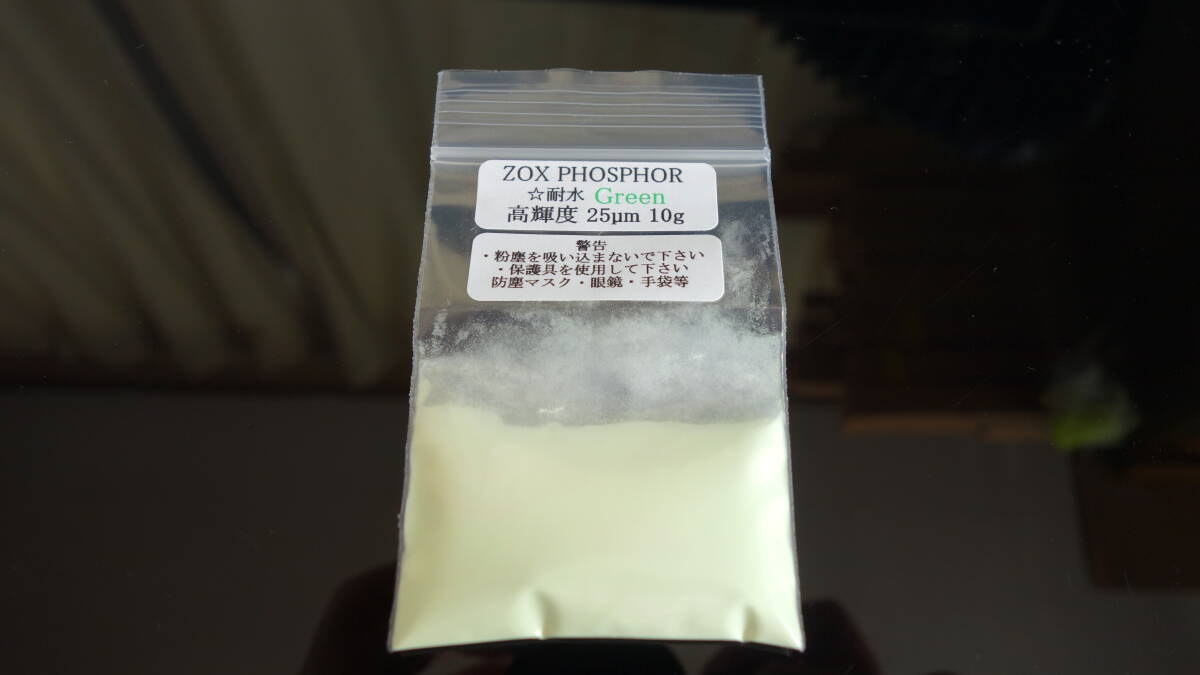 ZOX PHOSPHOR
☆耐水 Green
高輝度 25µm 10g
警告
・粉塵を吸い込まないで下さい
・保護具を使用して下さい
防塵マスク・眼鏡・手袋等